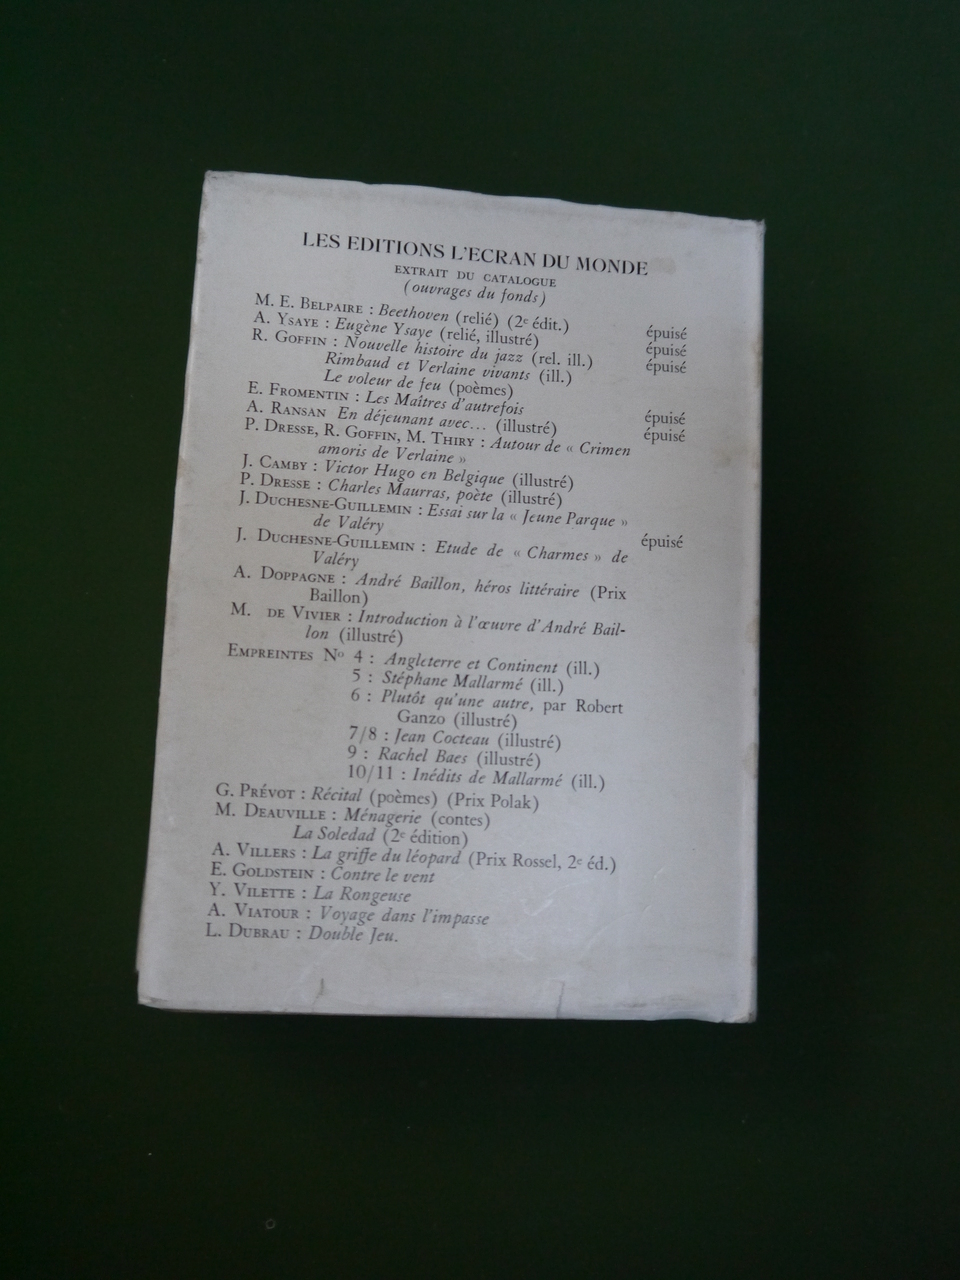 LES EDITIONS L'ECRAN DU MONDE
EXTRAIT DU CATALOGUE
(ouvrages du fonds)
M. E. BELPAIRE : Beethoven (relié) (2e édit.) épuisé
A. YSAYE : Eugène Ysaye (relié, illustré) épuisé
R. GOFFIN : Nouvelle histoire du jazz (rel. ill.) épuisé
Rimbaud et Verlaine vivants (ill.)
Le voleur de feu (poèmes)
E. FROMENTIN : Les Maîtres d'autrefois épuisé
A. RANSAN En déjeunant avec... (illustré) épuisé
P. DRESSE, R. GOFFIN, M. THIRY : Autour de « Crimen
amoris de Verlaine »
J. CAMBY : Victor Hugo en Belgique (illustré)
P. DRESSE : Charles Maurras, poète (illustré)
J. DUCHESNE-GUILLEMIN : Essai sur la « Jeune Parque »
de Valéry épuisé
J. DUCHESNE-GUILLEMIN : Etude de « Charmes » de
Valéry
A. DOPPAGNE : André Baillon, héros littéraire (Prix
Baillon)
M. DE VIVIER : Introduction à l'œuvre d'André Bail-
lon (illustré)
EMPREINTES No 4 : Angleterre et Continent (ill.)
5 : Stéphane Mallarmé (ill.)
6 : Plutôt qu'une autre, par Robert
Ganzo (illustré)
7/8 : Jean Cocteau (illustré)
9 : Rachel Baes (illustré)
10/11 : Inédits de Mallarmé (ill.)
G. PRÉVOT : Récital (poèmes) (Prix Polak)
M. DEAUVILLE : Ménagerie (contes)
La Soledad (2e édition)
A. VILLERS : La griffe du léopard (Prix Rossel, 2e éd.)
E. GOLDSTEIN : Contre le vent
Y. VILETTE : La Rongeuse
A. VIATOUR : Voyage dans l'impasse
L. DUBRAU : Double Jeu.